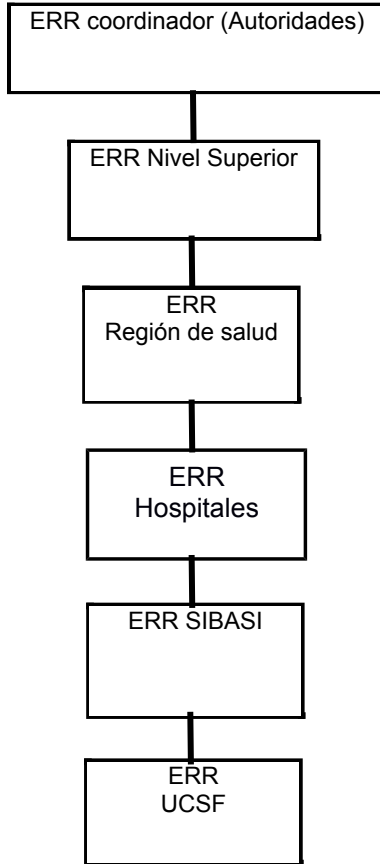 ERR coordinador (Autoridades)
ERR Nivel Superior
ERR
Región de salud
ERR
Hospitales
ERR SIBASI
ERR
UCSF